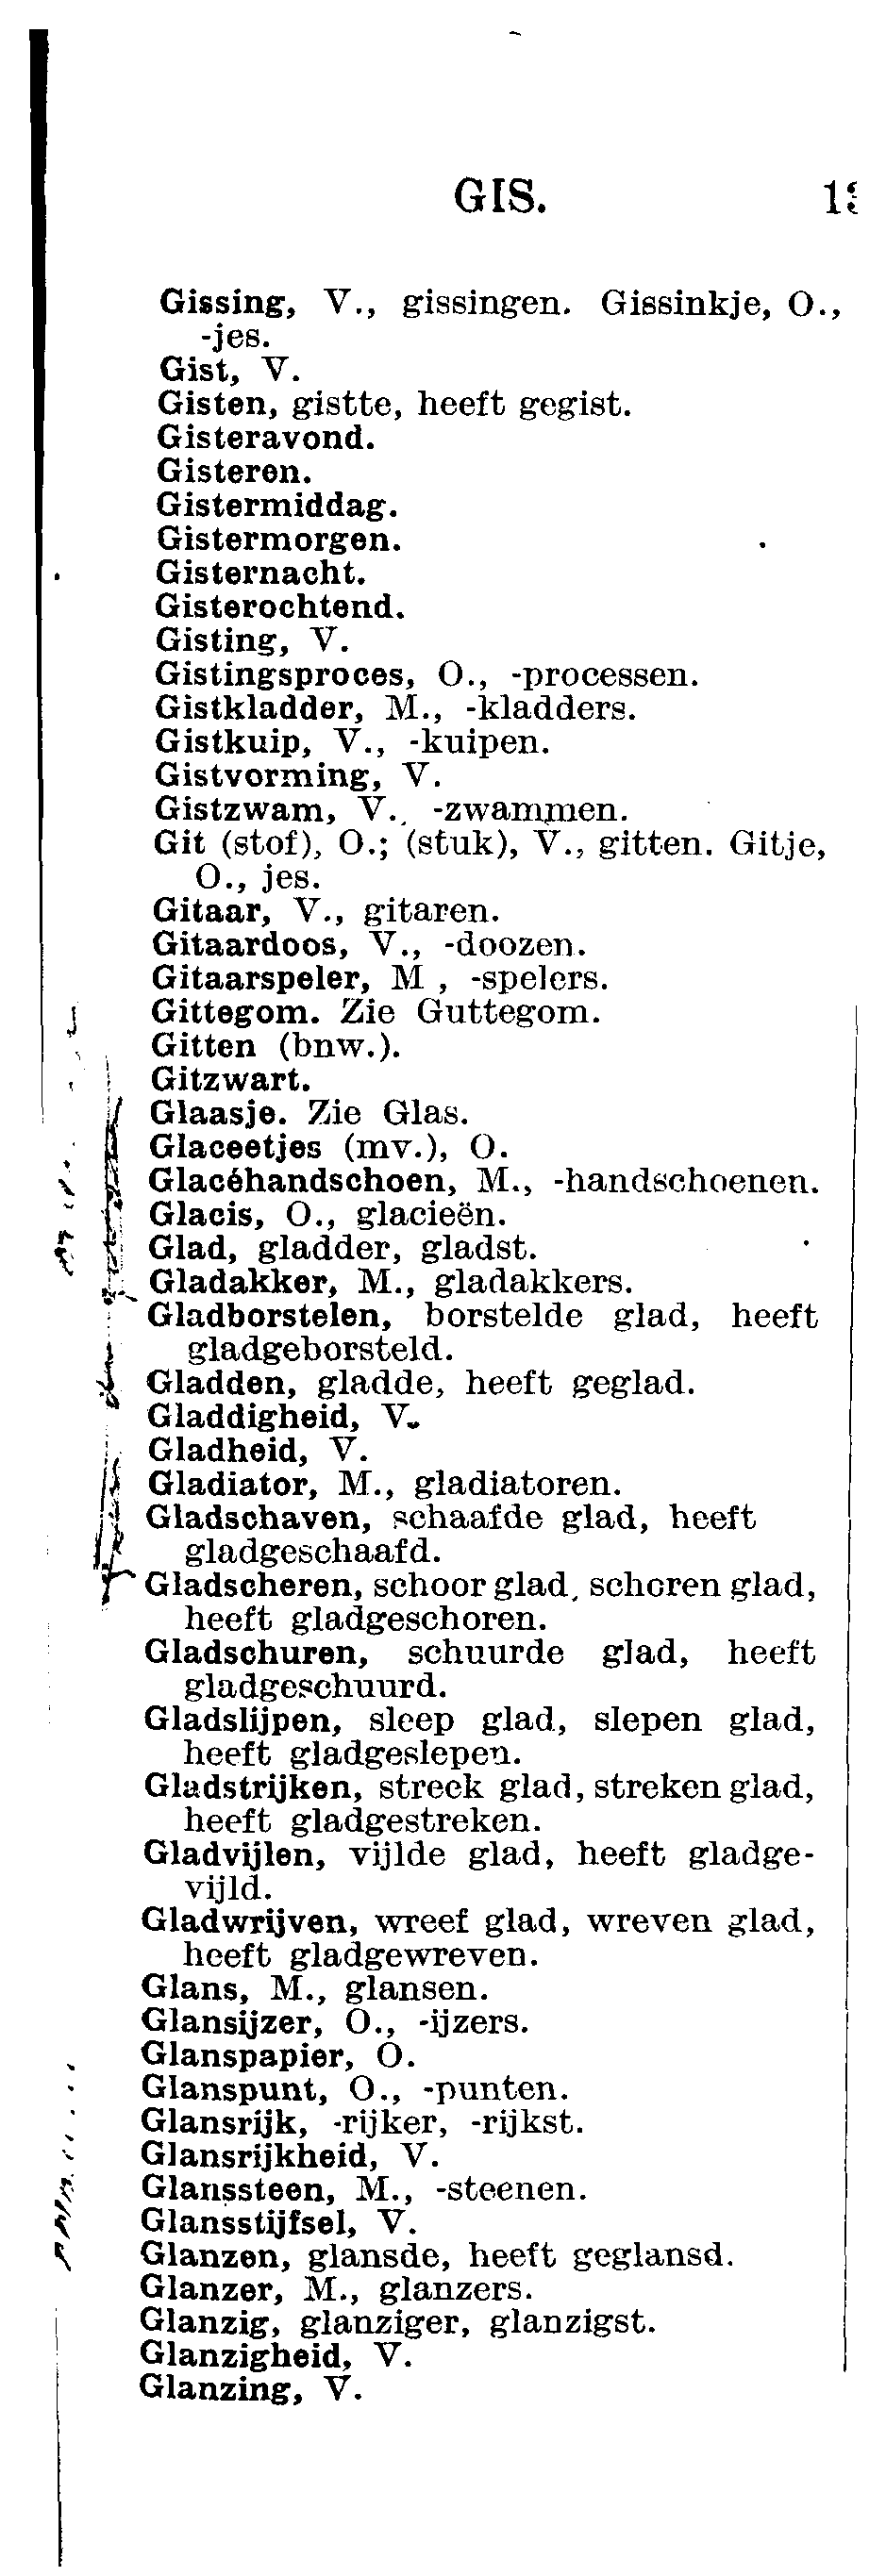 GIS.
Gissing, V., gissingen. Gissinkje, O.,
-jes.
Gist, V.
Gisten, gistte, heeft gegist.
Gisteravond.
Gisteren.
Gistermiddag.
Gistermorgen.
Gisternacht.
Gisterochtend.
Gisting, V.
Gistingsproces, O., -processen.
Gistkladder, M., -kladders.
Gistkuip, V., -kuipen.
Gistvorming, V.
Gistzwam, V., -zwammen.
Git (stof), O.; (stuk), V., gitten. Gitje,
O., jes.
Gitaar, V., gitaren.
Gitaardoos, V., -doozen.
Gitaarspeler, M , -spelers.
Gittegom. Zie Guttegom.
Gitten (bnw.).
Gitzwart.
Glaasje. Zie Glas.
Glaceetjes (mv.), O.
Glacéhandschoen, M., -handschoenen.
Glacis, O., glacieën.
Glad, gladder, gladst.
Gladakker, M., gladakkers.
Gladborstelen, borstelde glad, heeft
gladgeborsteld.
Gladden, gladde, heeft geglad.
Gladdigheid, V.
Gladheid, V.
Gladiator, M., gladiatoren.
Gladschaven, schaafde glad, heeft
gladgeschaafd.
Gladscheren, schoor glad, schoren glad,
heeft gladgeschoren.
Gladschuren, schuurde glad, heeft
gladgeschuurd.
Gladslijpen, sleep glad, slepen glad,
heeft gladgeslepen.
Gladstrijken, streek glad, streken glad,
heeft gladgestreken.
Gladvijlen, vijlde glad, heeft gladge-
vijld.
Gladwrijven, wreef glad, wreven glad,
heeft gladgewreven.
Glans, M., glansen.
Glansijzer, O., -ijzers.
Glanspapier, O.
Glanspunt, O., -punten.
Glansrijk, -rijker, -rijkst.
Glansrijkheid, V.
Glanssteen, M., -steenen.
Glansstijfsel, V.
Glanzen, glansde, heeft geglansd.
Glanzer, M., glanzers.
Glanzig, glanziger, glanzigst.
Glanzigheid, V.
Glanzing, V.